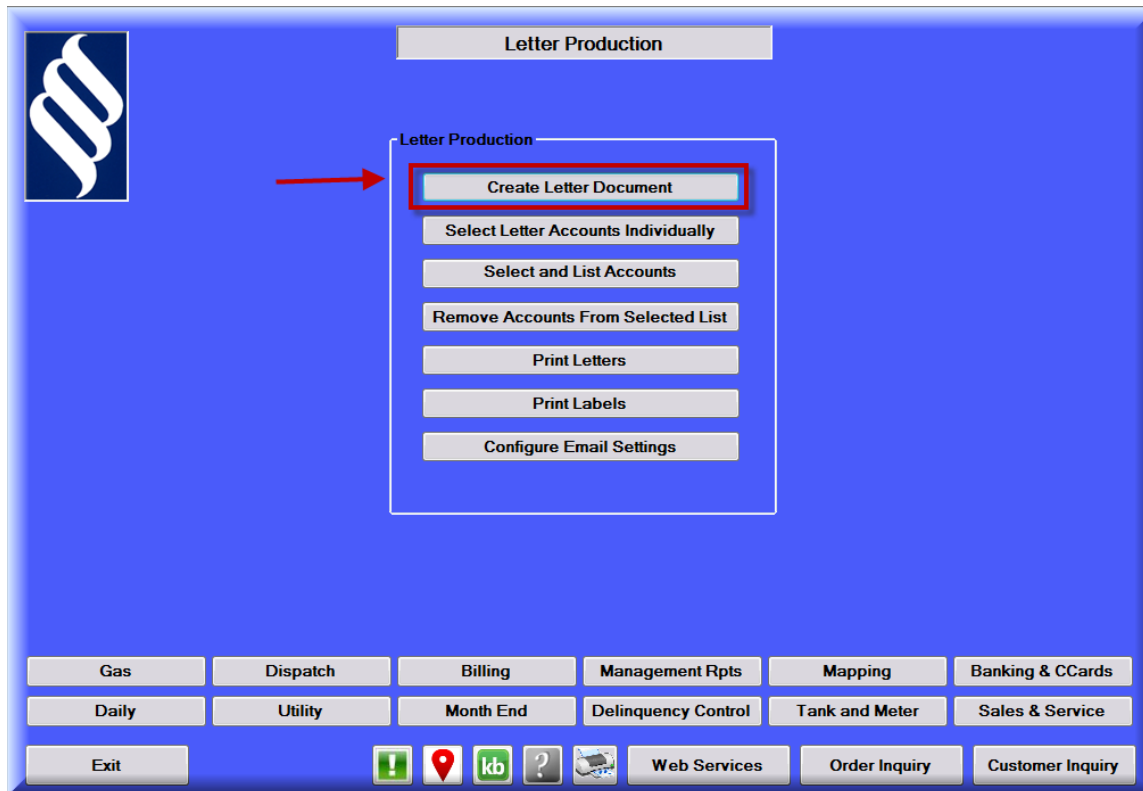 Letter Production
Letter Production
Create Letter Document
Select Letter Accounts Individually
Select and List Accounts
Remove Accounts From Selected List
Print Letters
Print Labels
Configure Email Settings
Gas Dispatch Billing Management Rpts Mapping Banking & CCards
Daily Utility Month End Delinquency Control Tank and Meter Sales & Service
Exit ! kb ? Web Services Order Inquiry Customer Inquiry